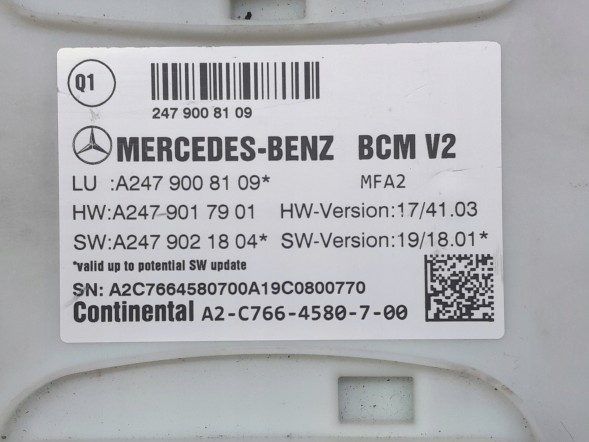 Q1
247 900 81 09
MERCEDES-BENZ BCM V2
LU :A247 900 81 09* MFA2
HW:A247 901 79 01 HW-Version:17/41.03
SW:A247 902 18 04* SW-Version:19/18.01*
*valid up to potential SW update
SN: A2C7664580700A19C0800770
Continental A2-C766-4580-7-00